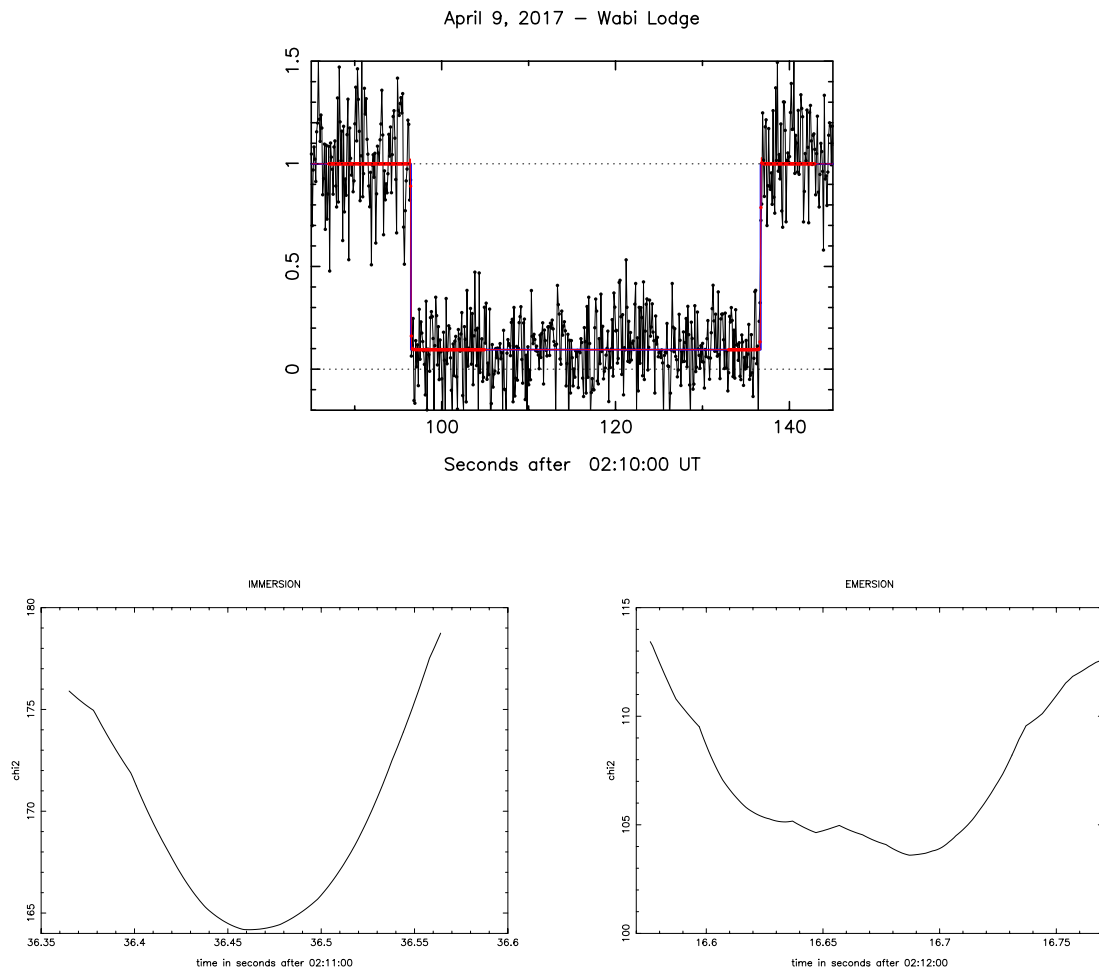 April 9, 2017 – Wabi Lodge
1.5
1
0.5
0
100 120 140
Seconds after 02:10:00 UT
IMMERSION
180
175
170
165
chi2
36.35 36.4 36.45 36.5 36.55 36.6
time in seconds after 02:11:00
EMERSION
115
110
105
100
chi2
16.6 16.65 16.7 16.75
time in seconds after 02:12:00